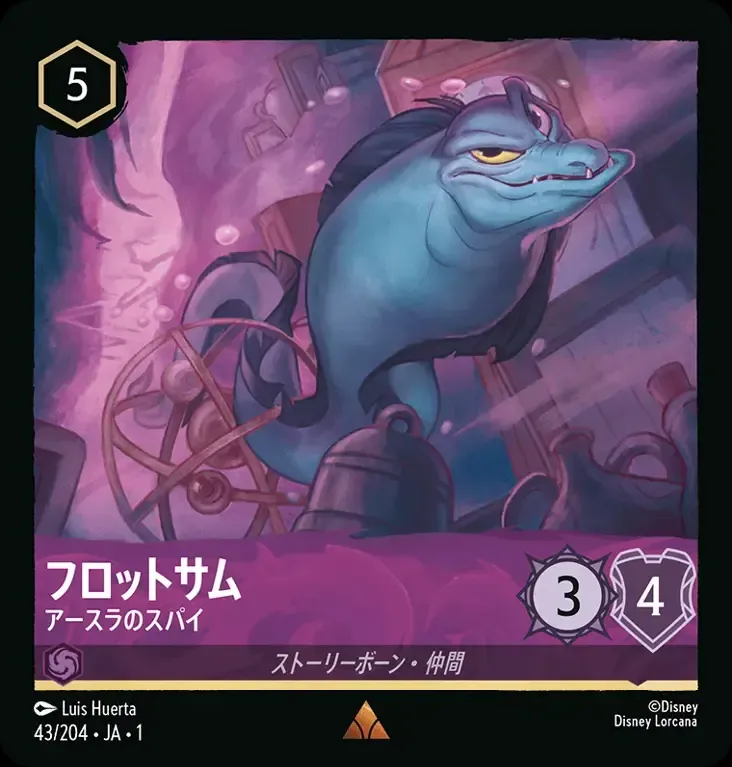 5
フロットサム
アースラのスパイ
3
4
ストーリーボーン・仲間
Luis Huerta
43/204・JA・1
©Disney
Disney Lorcana